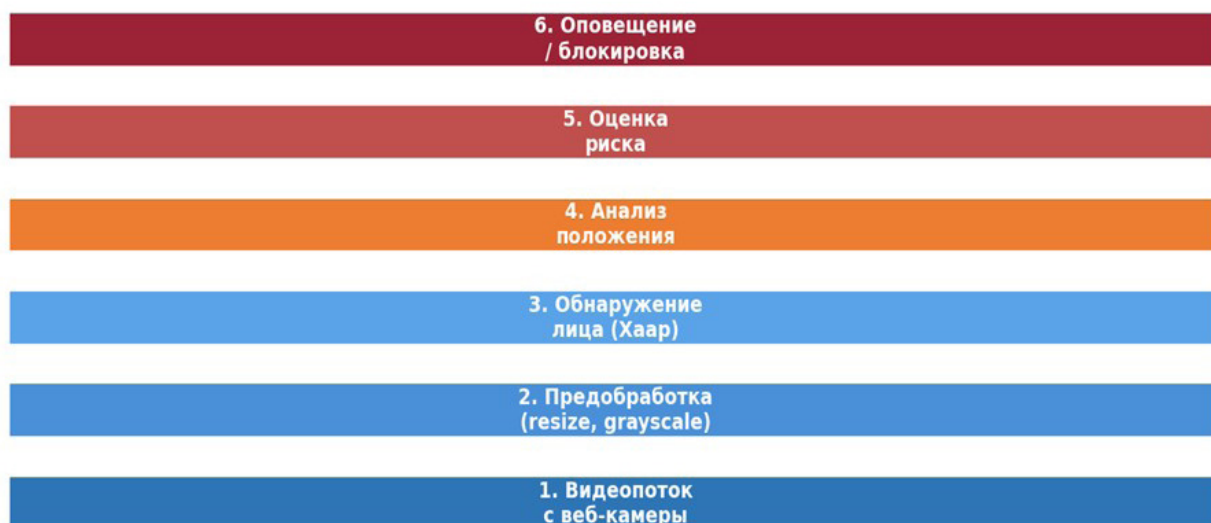 6. Оповещение
/ блокировка
5. Оценка
риска
4. Анализ
положения
3. Обнаружение
лица (Хаар)
2. Предобработка
(resize, grayscale)
1. Видеопоток
с веб-камеры